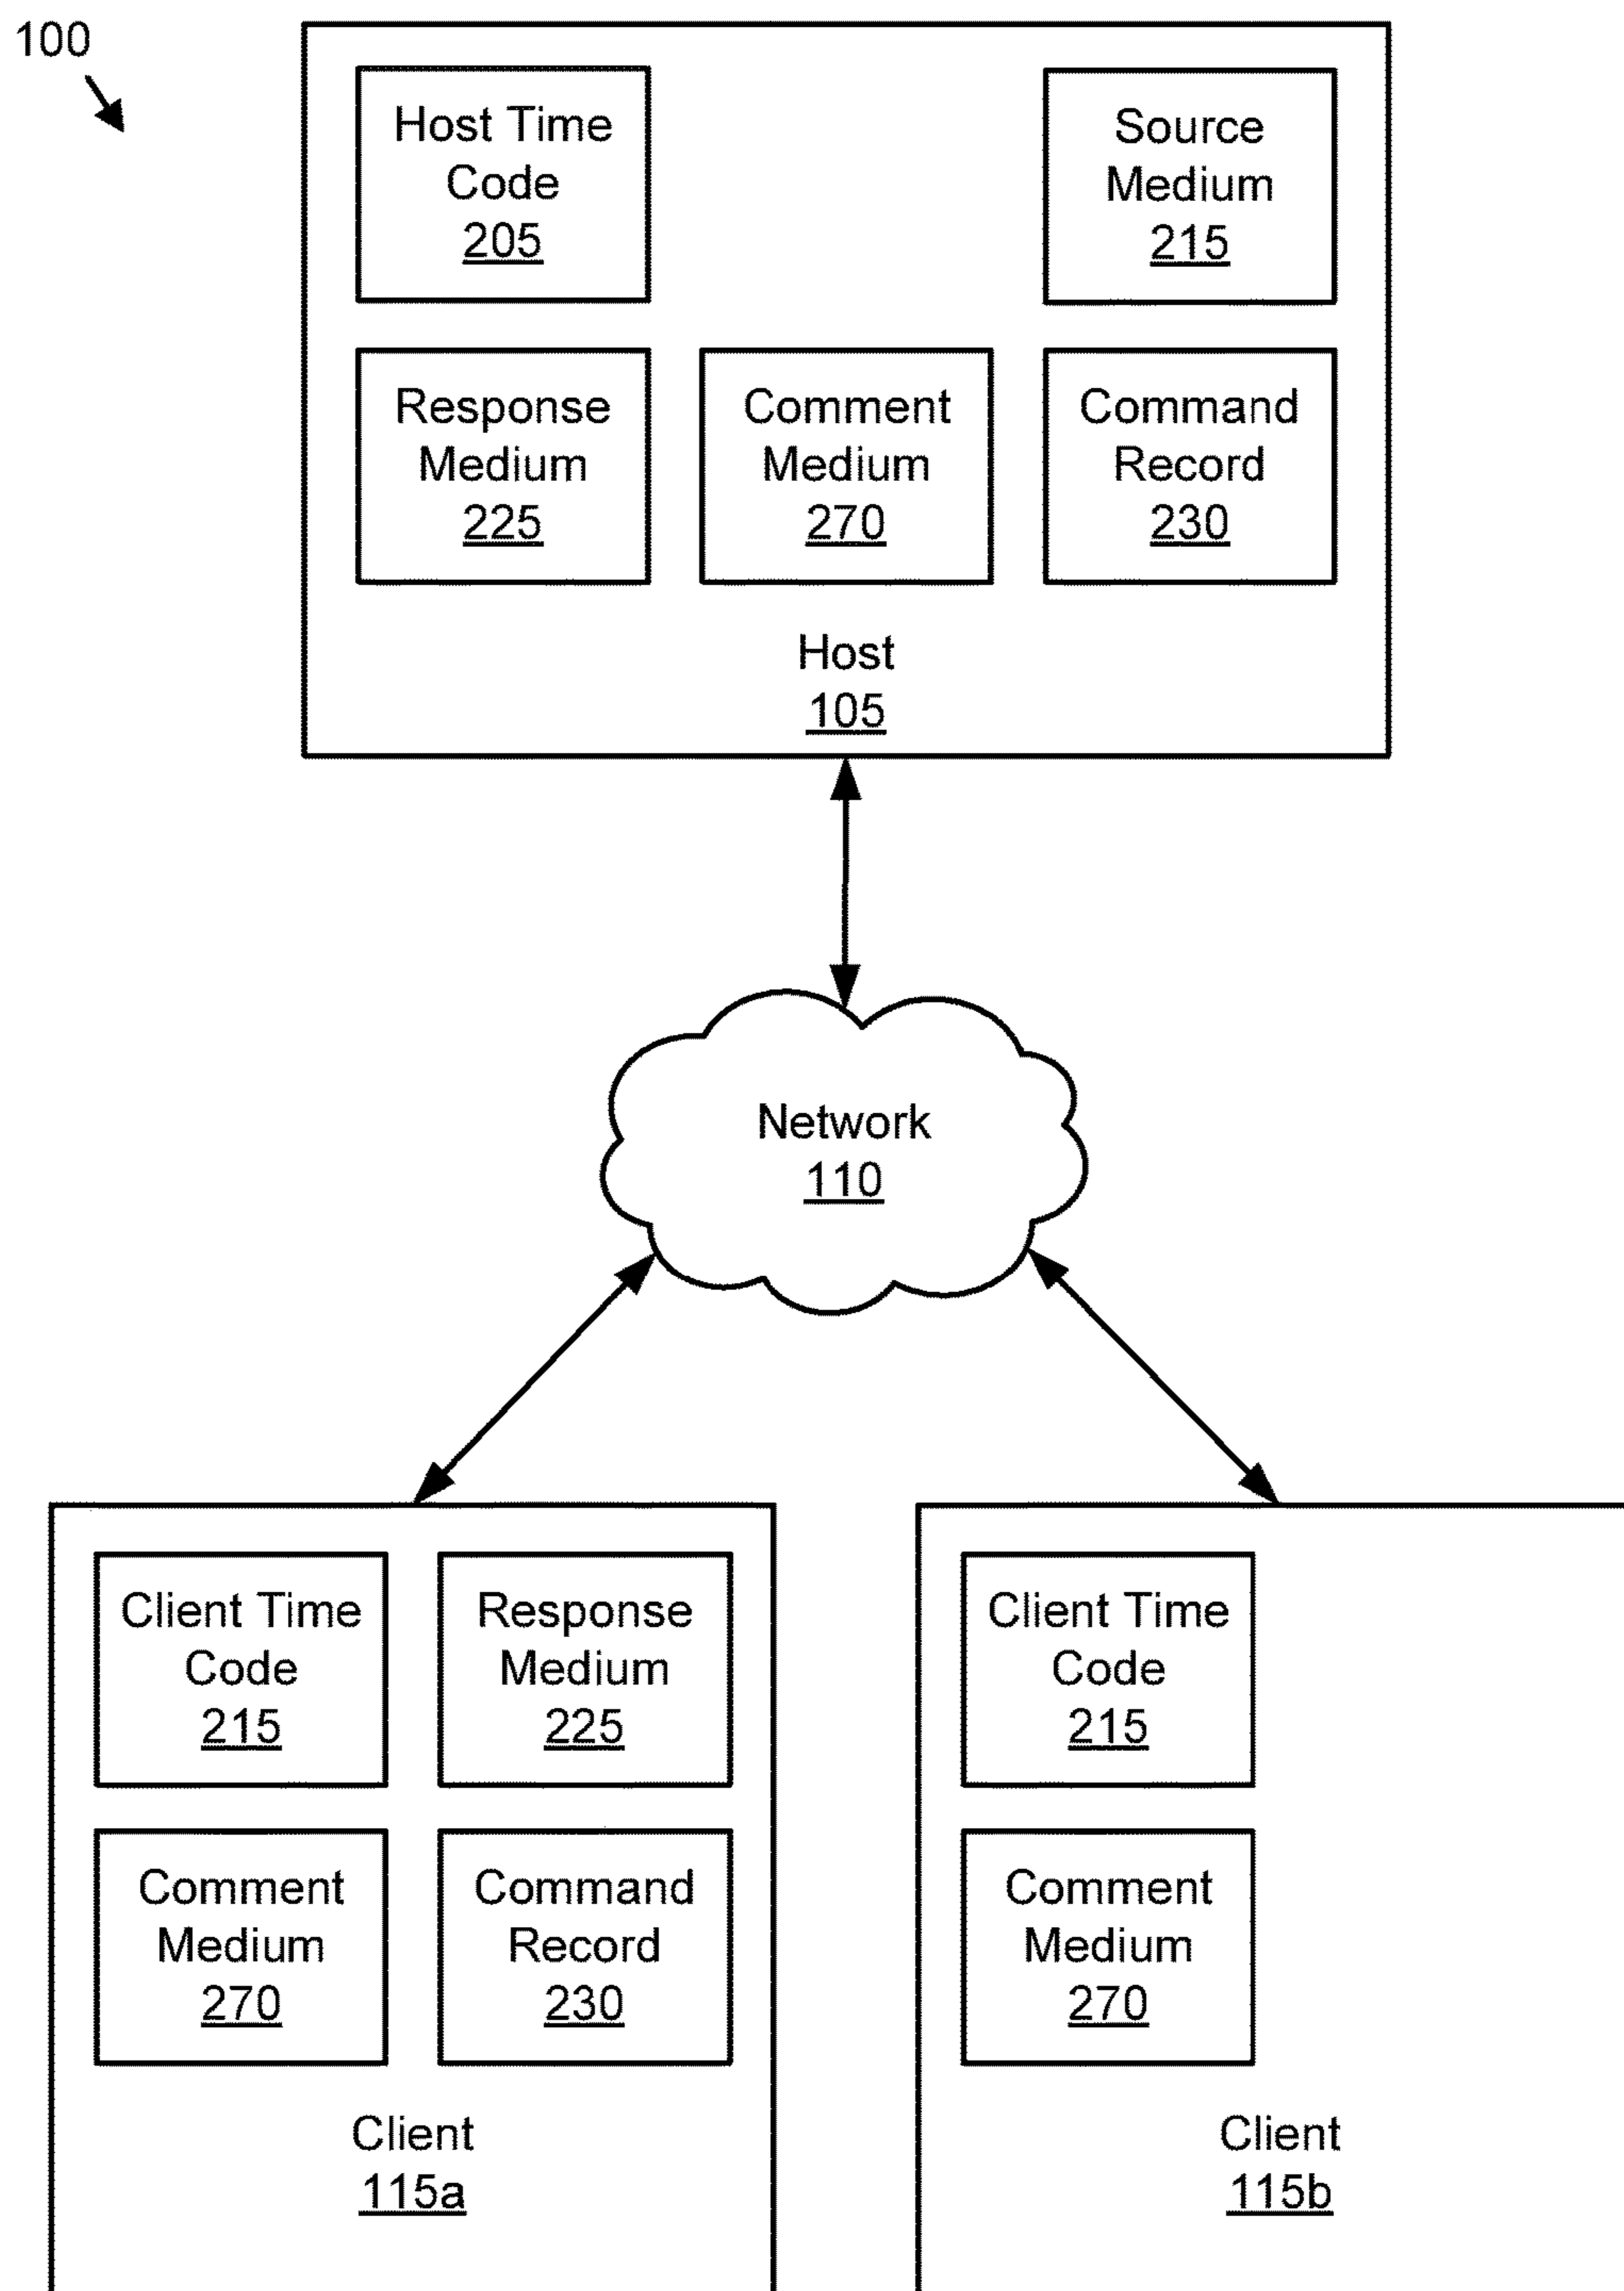 100
Host Time
Code
205
Source
Medium
215
Response
Medium
225
Comment
Medium
270
Command
Record
230
Host
105
Network
110
Client Time
Code
215
Response
Medium
225
Comment
Medium
270
Command
Record
230
Client
115a
Client Time
Code
215
Comment
Medium
270
Client
115b